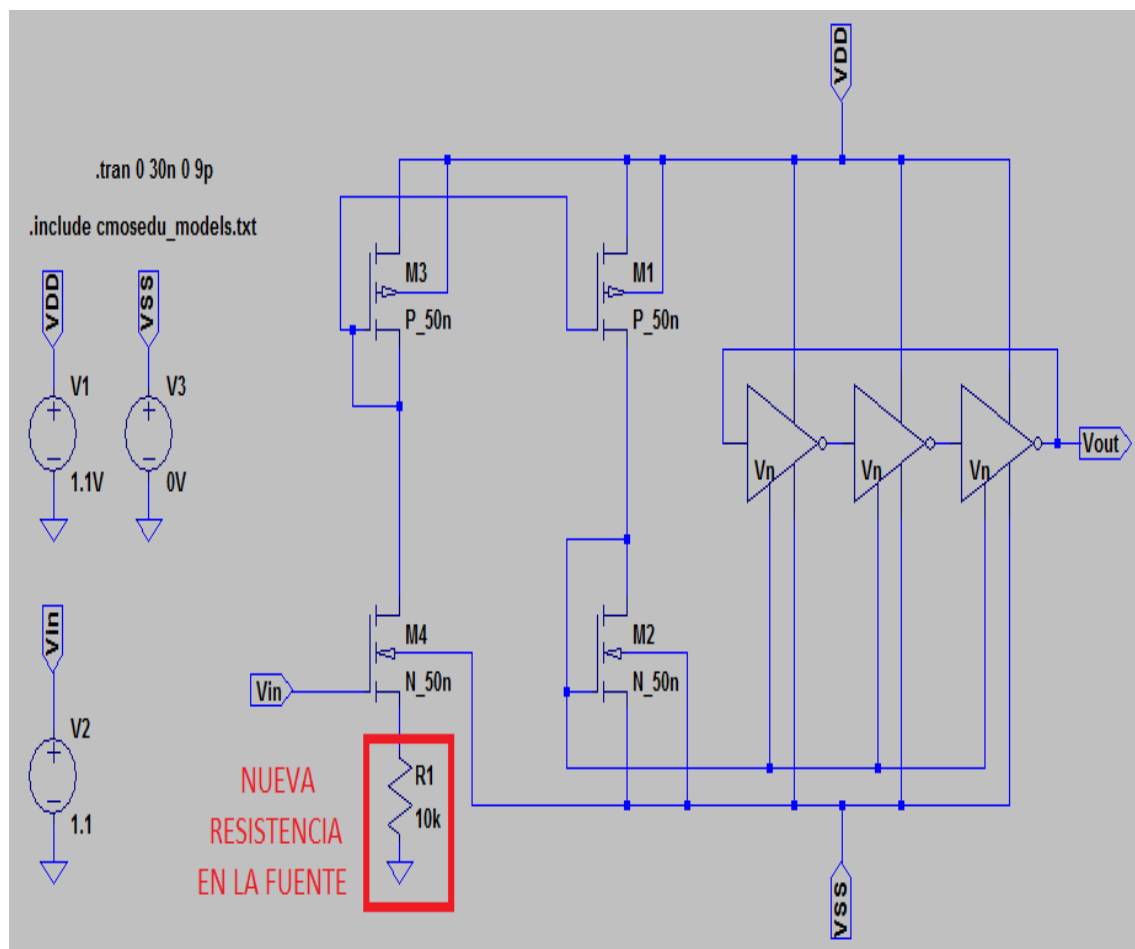 VDD
.tran 0 30n 0 9p
.include cmosedu_models.txt
VDD
VSS
M3
P_50n
M1
P_50n
V1
1.1V
V3
0V
Vn
Vn
Vn
Vout
Vin
V2
1.1
Vin
M4
N_50n
M2
N_50n
R1
10k
NUEVA
RESISTENCIA
EN LA FUENTE
VSS